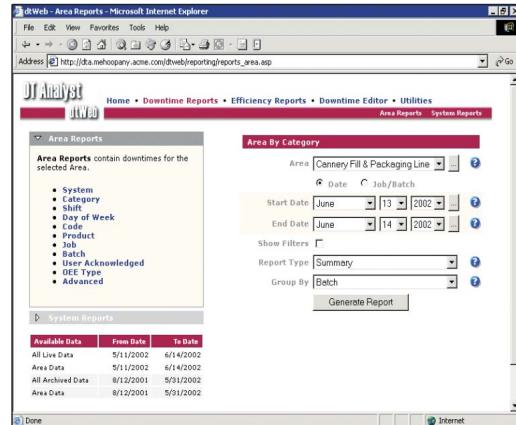 dtWeb - Area Reports - Microsoft Internet Explorer
File Edit View Favorites Tools Help
Address http://dta.mehoopany.acme.com/dtweb/reporting/reports_area.asp Go
DT Analyst
dtWeb
Home • Downtime Reports • Efficiency Reports • Downtime Editor • Utilities
Area Reports System Reports
Area Reports
Area Reports contain downtimes for the
selected Area.
• System
• Category
• Shift
• Day of Week
• Code
• Product
• Job
• Batch
• User Acknowledged
• OEE Type
• Advanced
System Reports
Available Data From Date To Date
All Live Data 5/11/2002 6/14/2002
Area Data 5/11/2002 6/14/2002
All Archived Data 8/12/2001 5/31/2002
Area Data 8/12/2001 5/31/2002
Area By Category
Area Cannery Fill & Packaging Line ... ?
Date Job/Batch
Start Date June 13 2002 ... ?
End Date June 14 2002 ... ?
Show Filters
Report Type Summary ?
Group By Batch ?
Generate Report
Done Internet